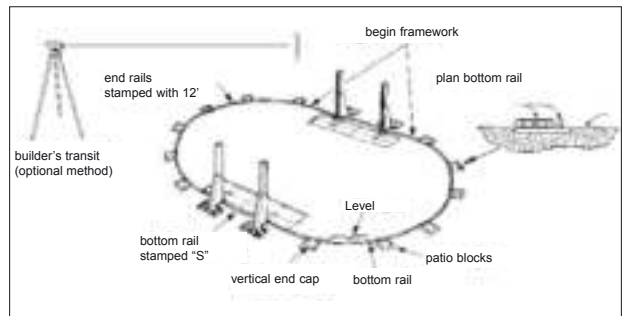 begin framework
end rails
stamped with 12’
plan bottom rail
builder’s transit
(optional method)
Level
bottom rail
stamped “S”
patio blocks
vertical end cap
bottom rail